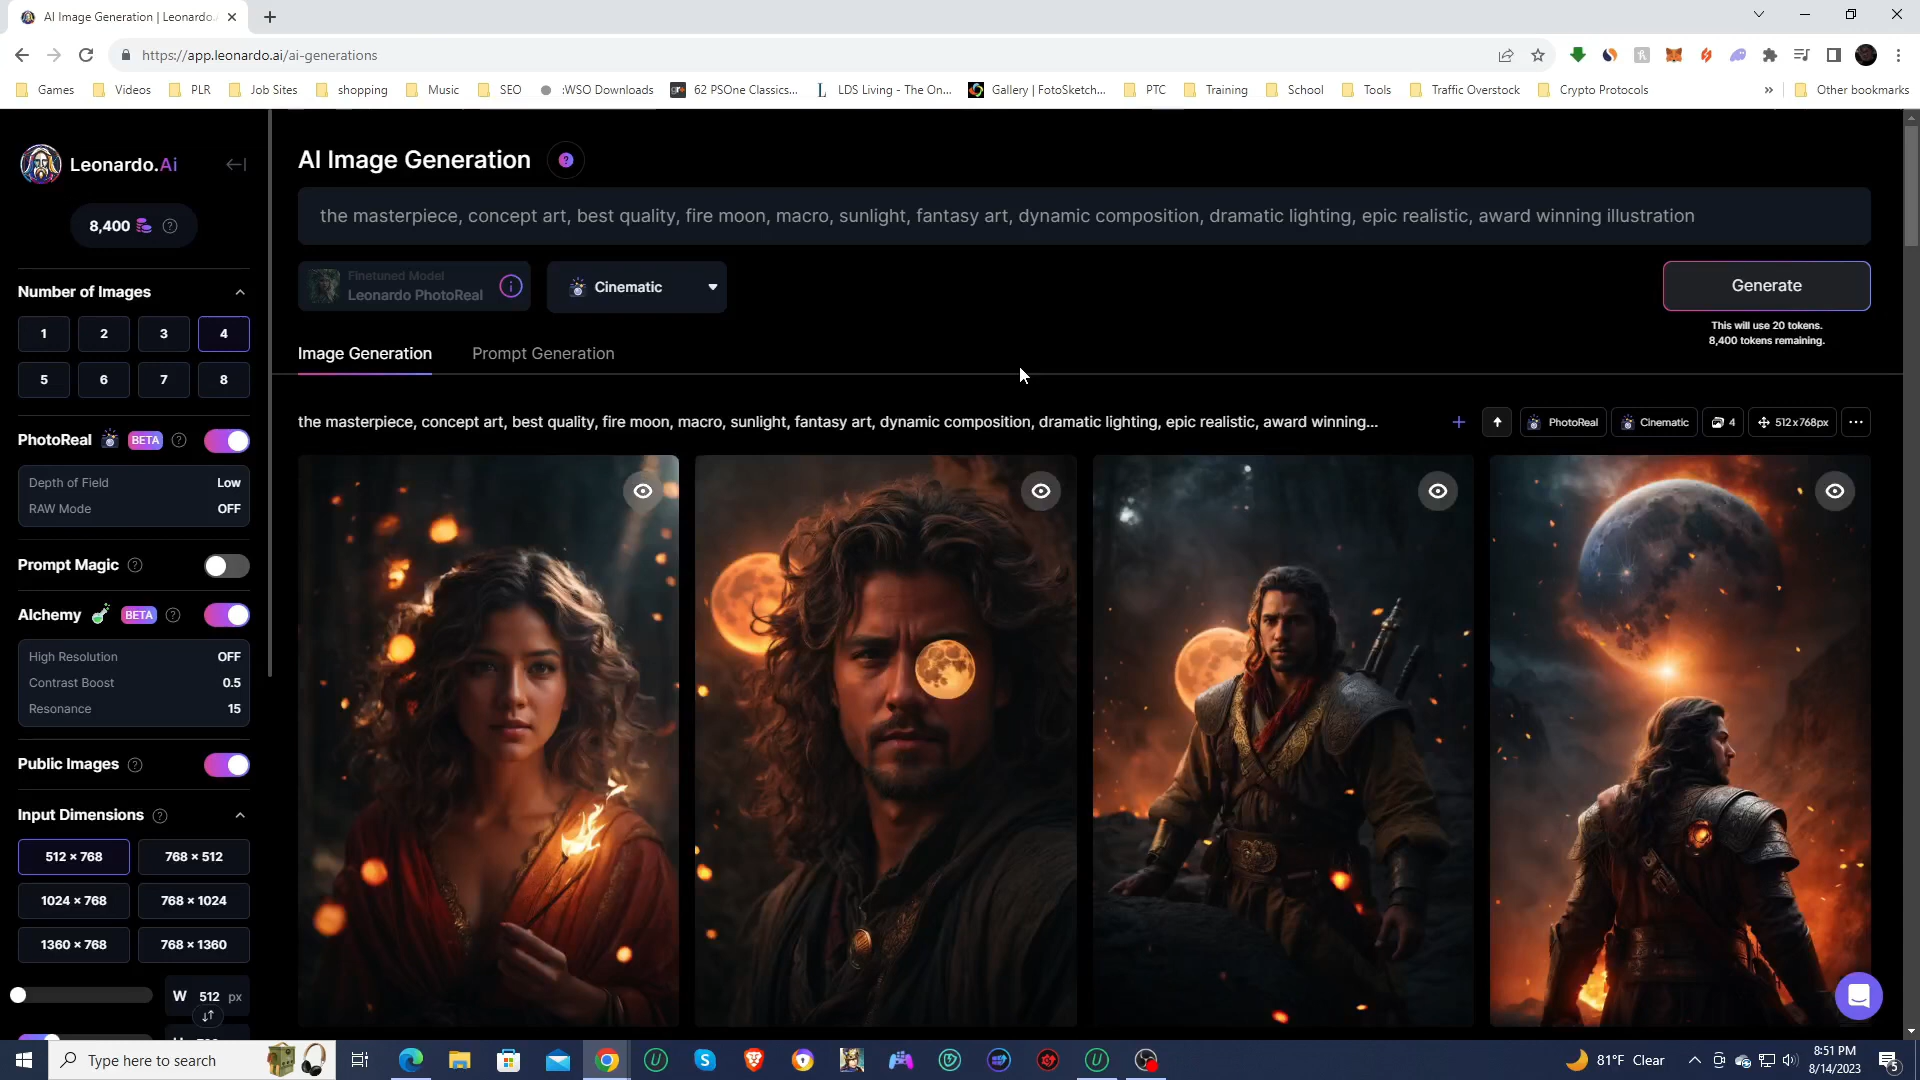 AI Image Generation | Leonardo.
https://app.leonardo.ai/ai-generations
Games Videos PLR Job Sites shopping Music SEO :WSO Downloads 62 PSOne Classics... LDS Living - The On... Gallery | FotoSketch... PTC Training School Tools Traffic Overstock Crypto Protocols » Other bookmarks
Leonardo.Ai
8,400
Number of Images
1 2 3 4
5 6 7 8
PhotoReal BETA
Depth of Field Low
RAW Mode OFF
Prompt Magic
Alchemy BETA
High Resolution OFF
Contrast Boost 0.5
Resonance 15
Public Images
Input Dimensions
512 × 768 768 × 512
1024 × 768 768 × 1024
1360 × 768 768 × 1360
W 512 px
AI Image Generation
the masterpiece, concept art, best quality, fire moon, macro, sunlight, fantasy art, dynamic composition, dramatic lighting, epic realistic, award winning illustration
Finetuned Model
Leonardo PhotoReal
Cinematic
Generate
This will use 20 tokens.
8,400 tokens remaining.
Image Generation Prompt Generation
the masterpiece, concept art, best quality, fire moon, macro, sunlight, fantasy art, dynamic composition, dramatic lighting, epic realistic, award winning...
PhotoReal Cinematic 4 512x768px
Type here to search
81°F Clear
8:51 PM
8/14/2023
5